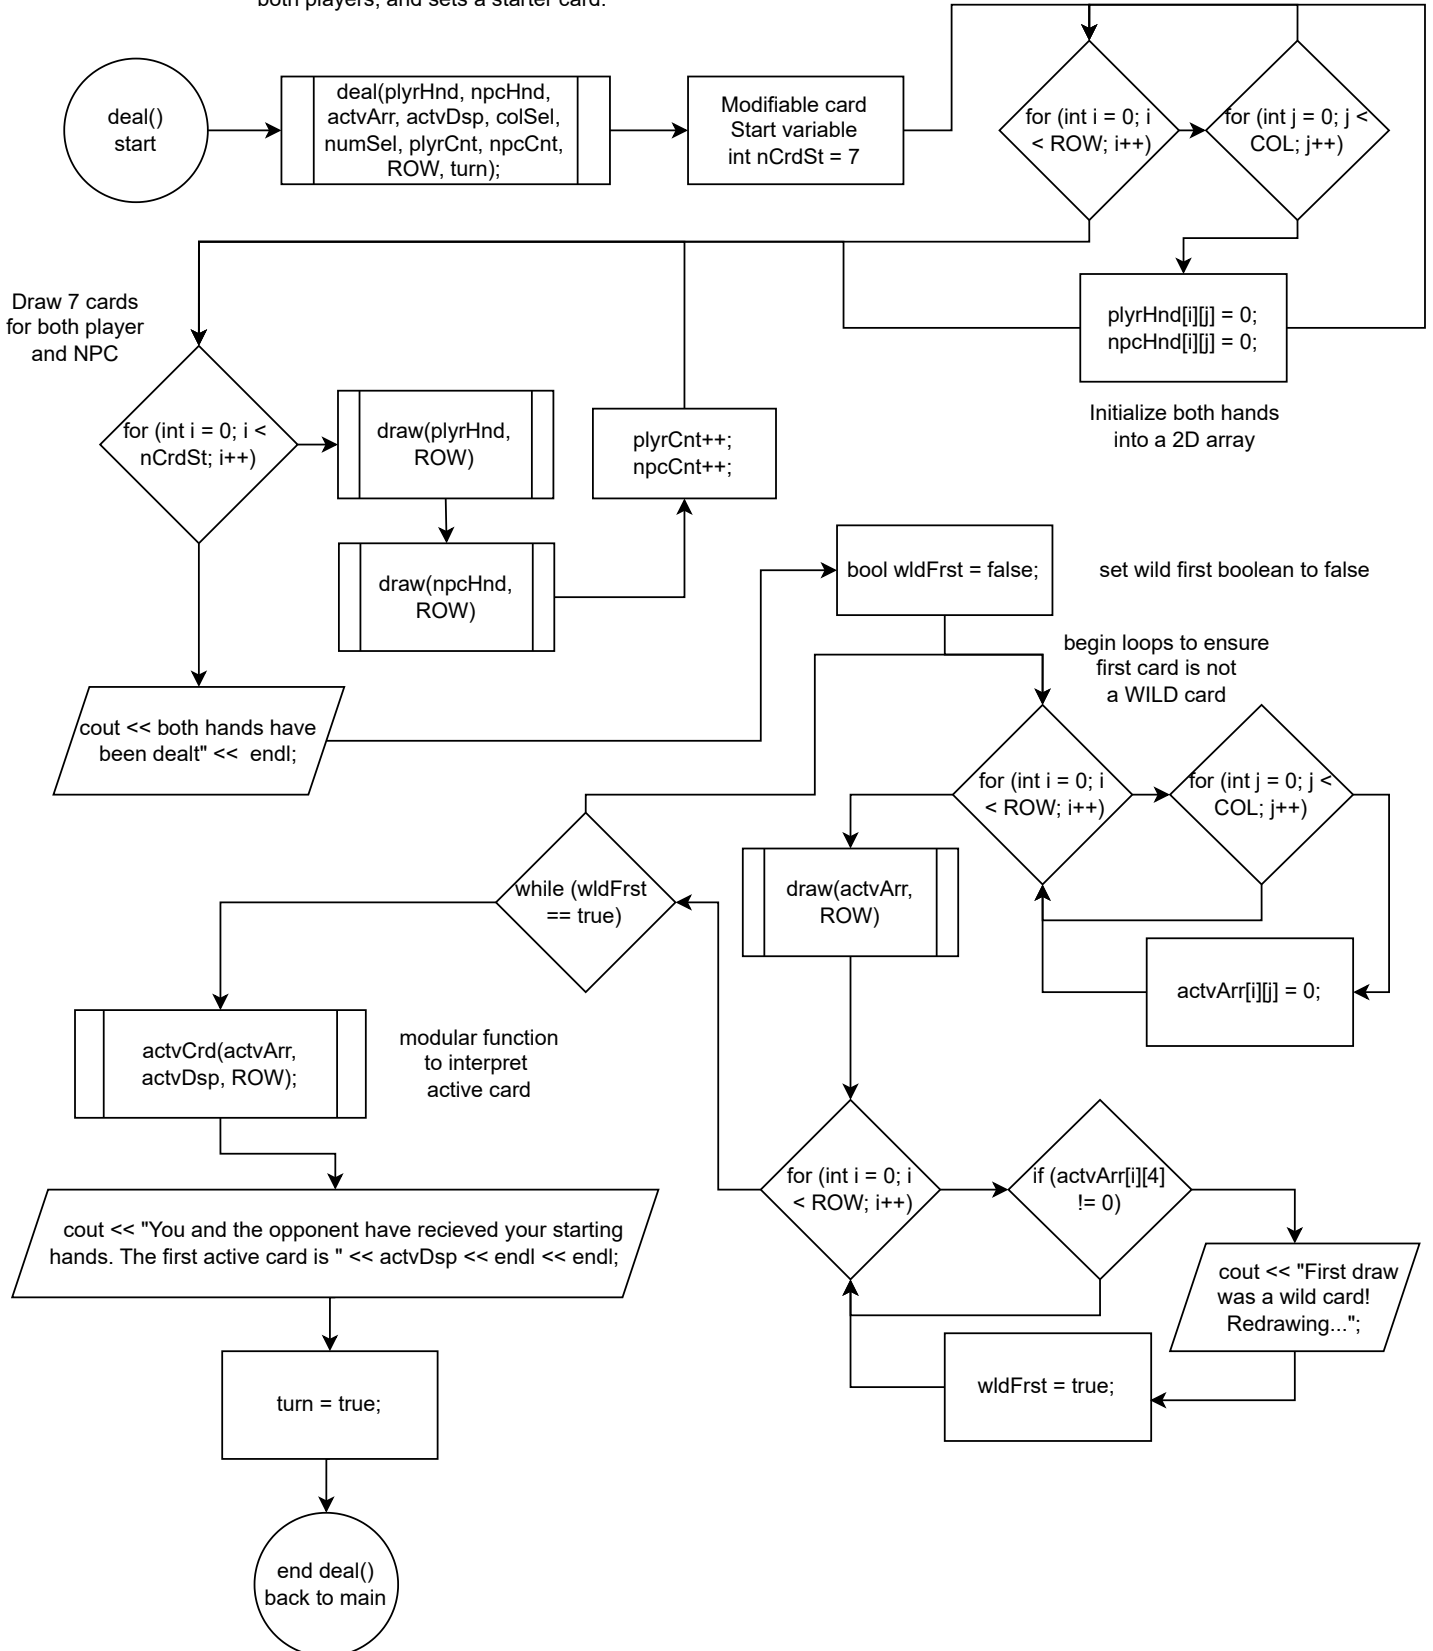 both players, and sets a starter card.
deal()
start
deal(plyrHnd, npcHnd,
actvArr, actvDsp, colSel,
numSel, plyrCnt, npcCnt,
ROW, turn);
Modifiable card
Start variable
int nCrdSt = 7
for (int i = 0; i
< ROW; i++)
for (int j = 0; j <
COL; j++)
plyrHnd[i][j] = 0;
npcHnd[i][j] = 0;
Initialize both hands
into a 2D array
Draw 7 cards
for both player
and NPC
for (int i = 0; i <
nCrdSt; i++)
draw(plyrHnd,
ROW)
draw(npcHnd,
ROW)
plyrCnt++;
npcCnt++;
cout << both hands have
been dealt" <<  endl;
bool wldFrst = false;
set wild first boolean to false
begin loops to ensure
first card is not
a WILD card
for (int i = 0; i
< ROW; i++)
for (int j = 0; j <
COL; j++)
actvArr[i][j] = 0;
draw(actvArr,
ROW)
while (wldFrst
== true)
for (int i = 0; i
< ROW; i++)
if (actvArr[i][4]
!= 0)
cout << "First draw
was a wild card!
Redrawing...";
wldFrst = true;
actvCrd(actvArr,
actvDsp, ROW);
modular function
to interpret
active card
cout << "You and the opponent have recieved your starting
hands. The first active card is " << actvDsp << endl << endl;
turn = true;
end deal()
back to main